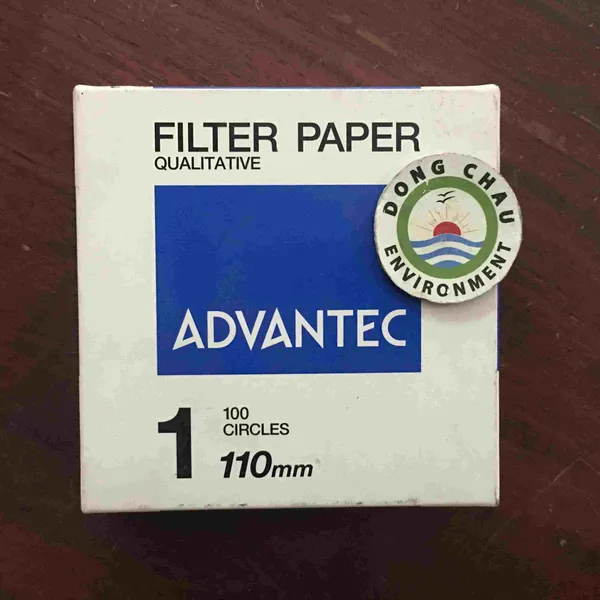 FILTER PAPER
QUALITATIVE
DONG CHAU
ENVIRONMENT
ADVANTEC
1
100
CIRCLES
110mm